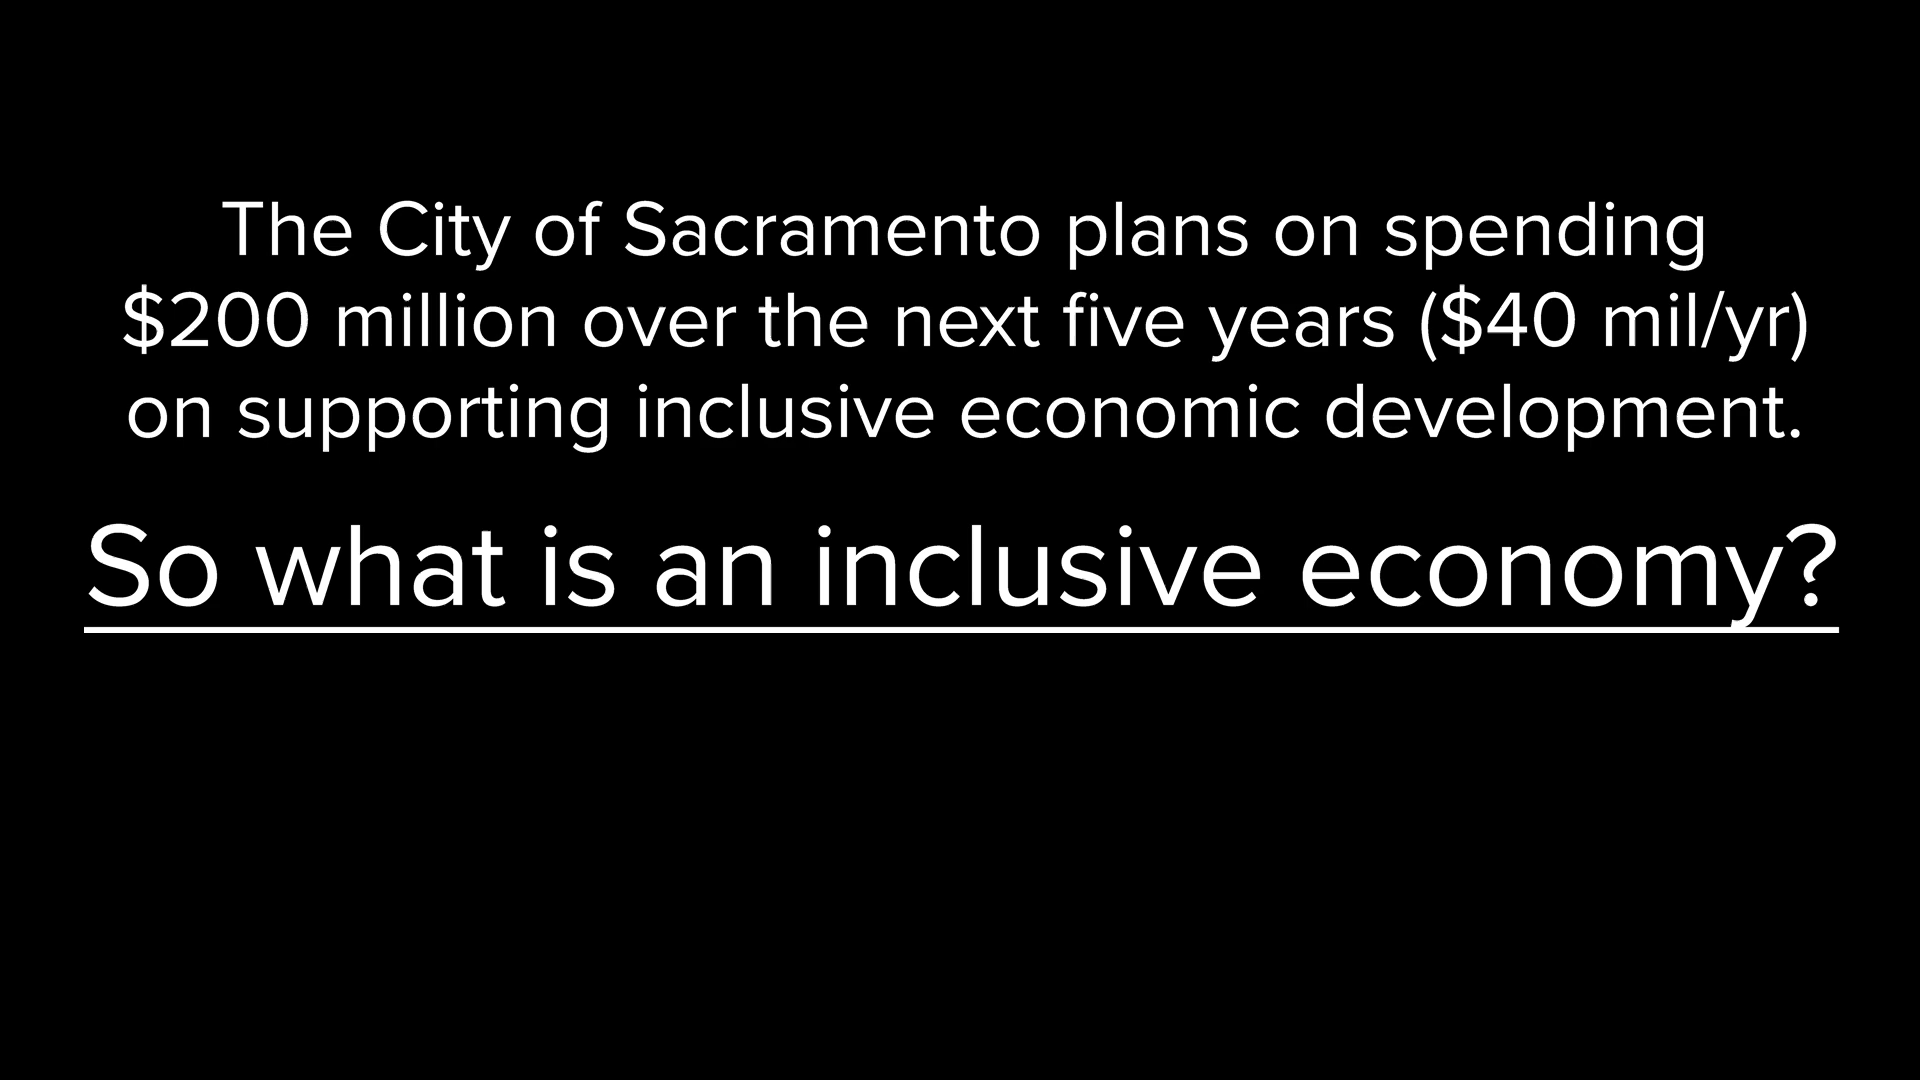 The City of Sacramento plans on spending
$200 million over the next five years ($40 mil/yr)
on supporting inclusive economic development.
So what is an inclusive economy?